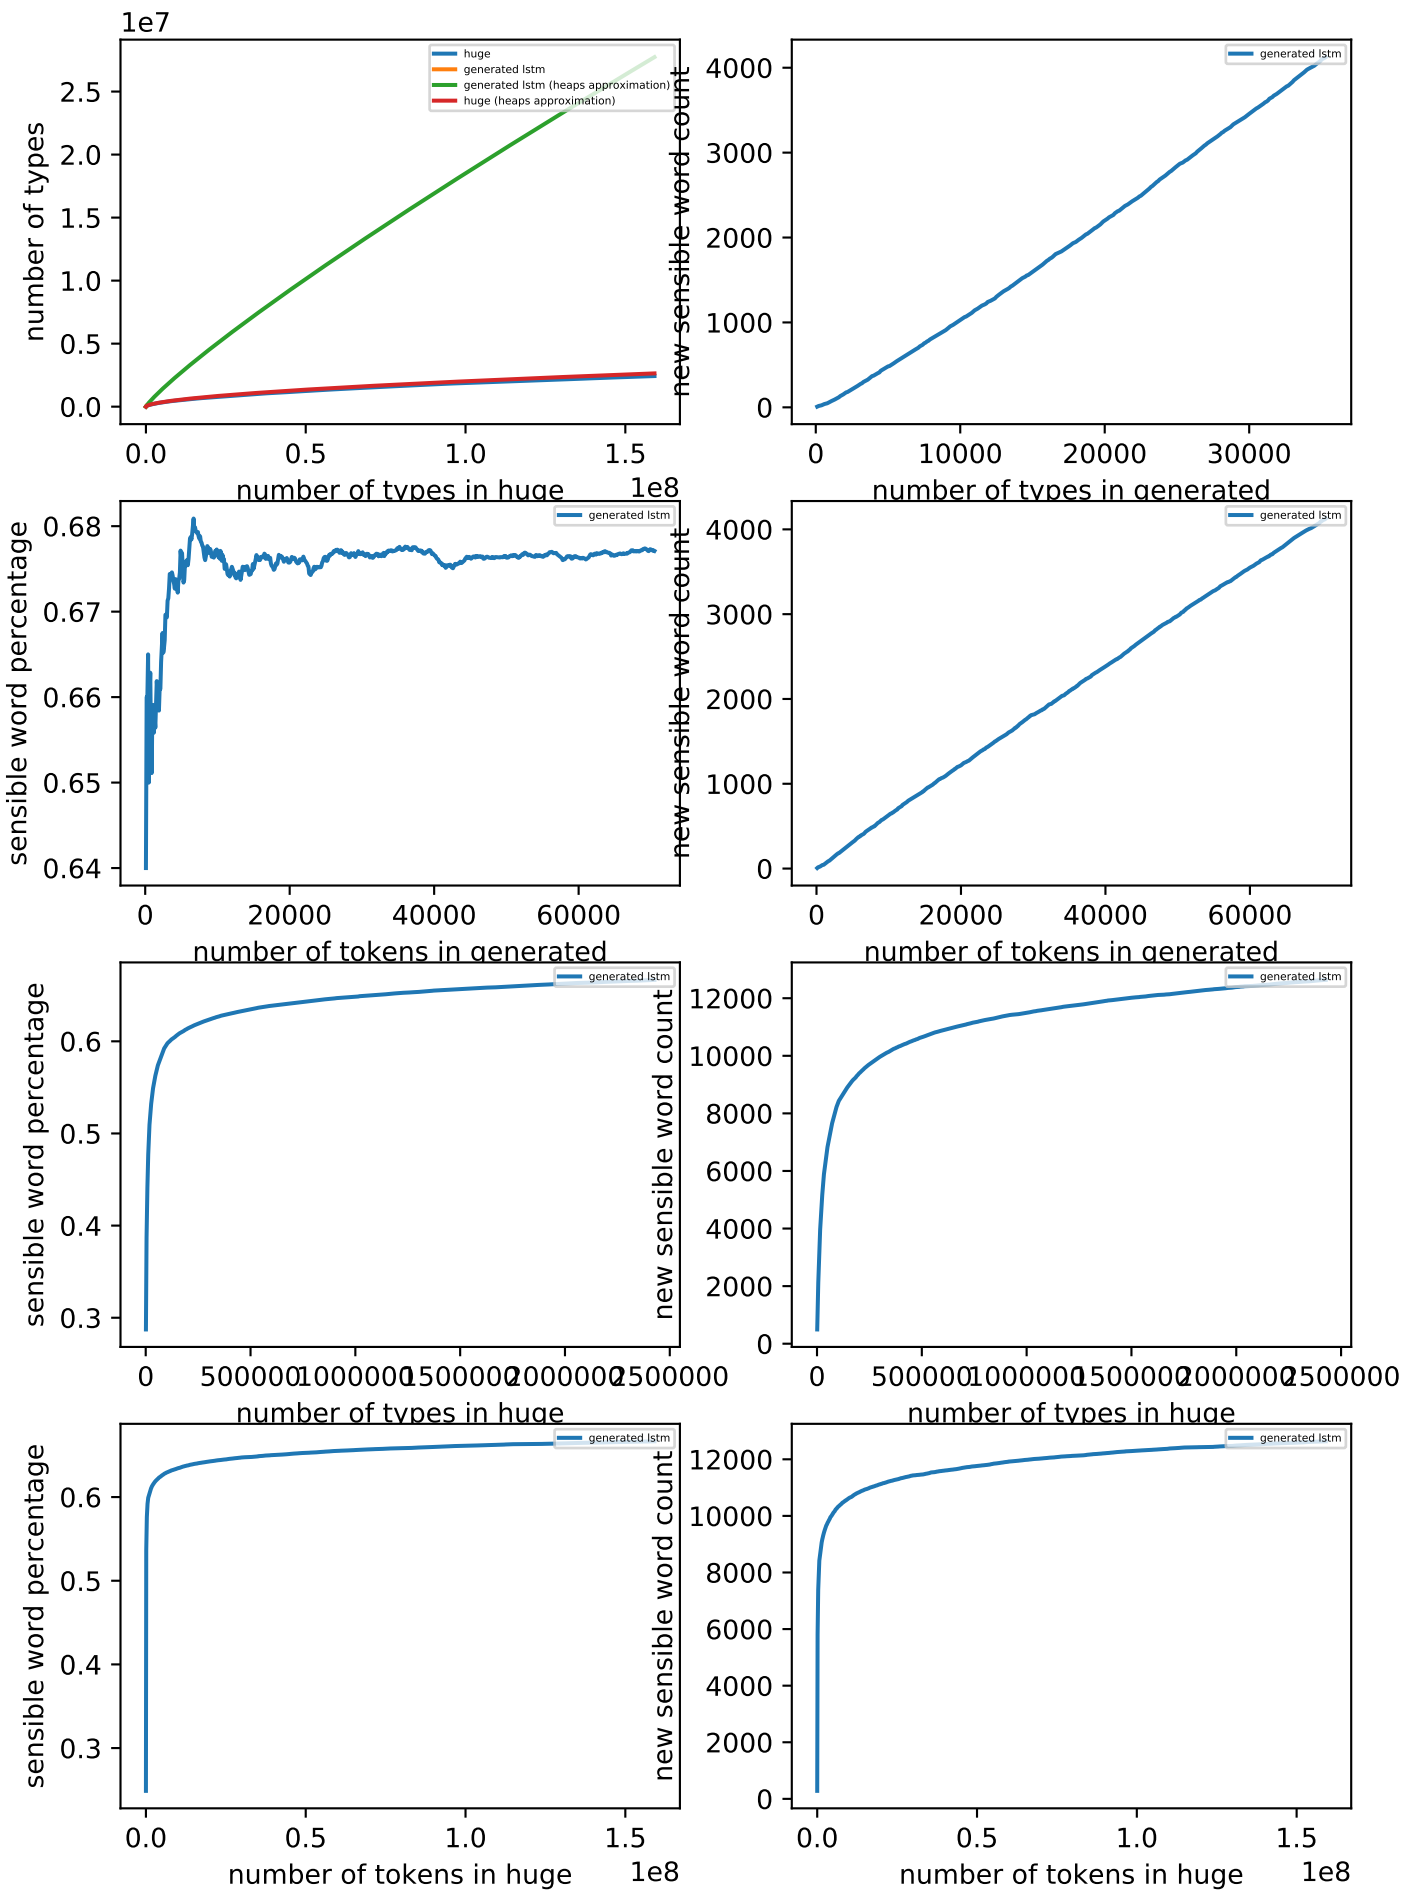 1e7
number of types
2.5
2.0
1.5
1.0
0.5
0.0
huge
generated lstm
generated lstm (heaps approximation)
huge (heaps approximation)
0.0 0.5 1.0 1.5
1e8
number of types in huge
new sensible word count
4000
3000
2000
1000
0
generated lstm
0 10000 20000 30000
number of types in generated
sensible word percentage
0.68
0.67
0.66
0.65
0.64
generated lstm
0 20000 40000 60000
number of tokens in generated
new sensible word count
4000
3000
2000
1000
0
generated lstm
0 20000 40000 60000
number of tokens in generated
sensible word percentage
0.6
0.5
0.4
0.3
generated lstm
0 500000 1000000 1500000 2000000 2500000
number of types in huge
new sensible word count
12000
10000
8000
6000
4000
2000
0
generated lstm
0 500000 1000000 1500000 2000000 2500000
number of types in huge
sensible word percentage
0.6
0.5
0.4
0.3
generated lstm
0.0 0.5 1.0 1.5
1e8
number of tokens in huge
new sensible word count
12000
10000
8000
6000
4000
2000
0
generated lstm
0.0 0.5 1.0 1.5
1e8
number of tokens in huge